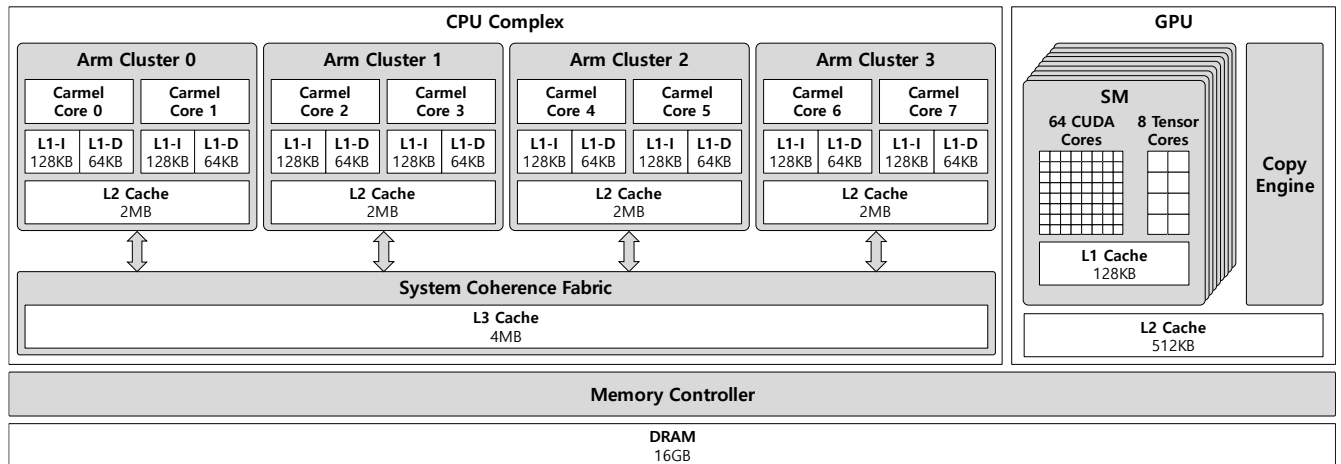 CPU Complex
GPU
Arm Cluster 0
Arm Cluster 1
Arm Cluster 2
Arm Cluster 3
Carmel
Core 0
Carmel
Core 1
Carmel
Core 2
Carmel
Core 3
Carmel
Core 4
Carmel
Core 5
Carmel
Core 6
Carmel
Core 7
L1-I
128KB
L1-D
64KB
L1-I
128KB
L1-D
64KB
L1-I
128KB
L1-D
64KB
L1-I
128KB
L1-D
64KB
L1-I
128KB
L1-D
64KB
L1-I
128KB
L1-D
64KB
L1-I
128KB
L1-D
64KB
L1-I
128KB
L1-D
64KB
L2 Cache
2MB
L2 Cache
2MB
L2 Cache
2MB
L2 Cache
2MB
System Coherence Fabric
L3 Cache
4MB
SM
64 CUDA
Cores
8 Tensor
Cores
L1 Cache
128KB
Copy
Engine
L2 Cache
512KB
Memory Controller
DRAM
16GB